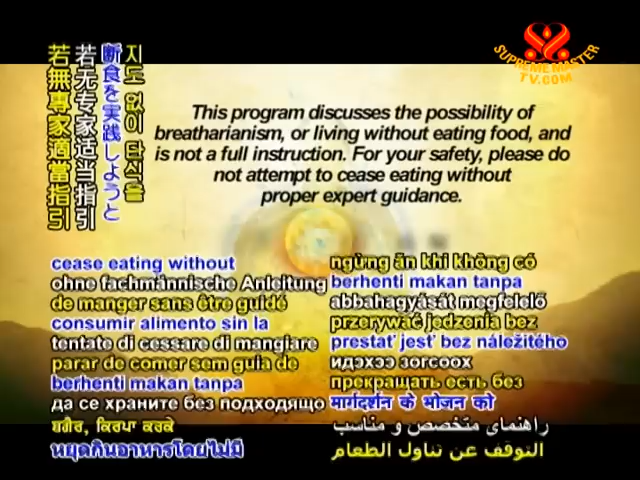 SUPREME MASTER
TV.COM
지도 없이 단식을
断食を実践しようと
若无专家适当指引
若無專家適當指引
This program discusses the possibility of
breatharianism, or living without eating food, and
is not a full instruction. For your safety, please do
not attempt to cease eating without
proper expert guidance.
cease eating without
ohne fachmännische Anleitung
de manger sans être guidé
consumir alimento sin la
tentate di cessare di mangiare
parar de comer sem guia de
berhenti makan tanpa
да се храните без подходящо
ਬਗੈਰ, ਕਿਰਪਾ ਕਰਕੇ
หยุดกินอาหารโดยไม่มี
ngừng ăn khi không có
berhenti makan tanpa
abbahagyását megfelelő
przerywać jedzenia bez
prestať jesť bez náležitého
идэхээ зогсоох
прекращать есть без
मार्गदर्शन के भोजन को
راهنمای متخصص و مناسب
التوقف عن تناول الطعام